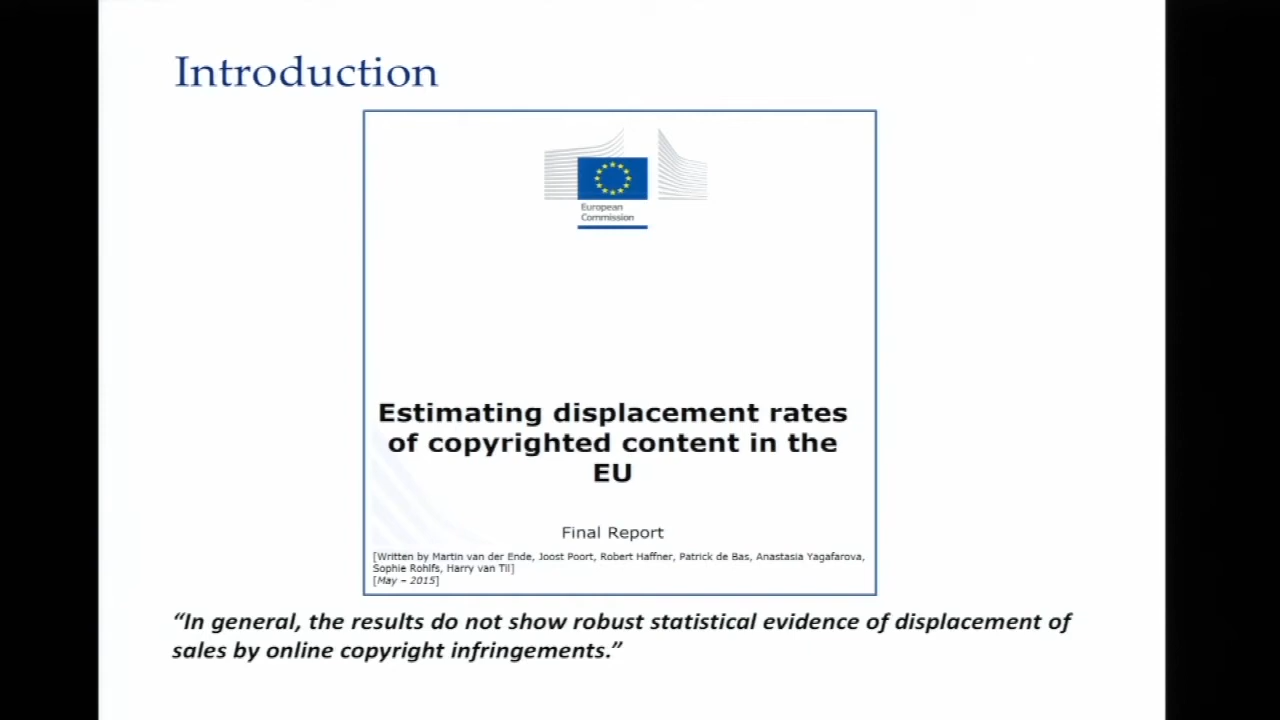 Introduction
European
Commission
Estimating displacement rates
of copyrighted content in the
EU
Final Report
[Written by Martin van der Ende, Joost Poort, Robert Haffner, Patrick de Bas, Anastasia Yagafarova,
Sophie Rohlfs, Harry van Til]
[May – 2015]
“In general, the results do not show robust statistical evidence of displacement of
sales by online copyright infringements.”